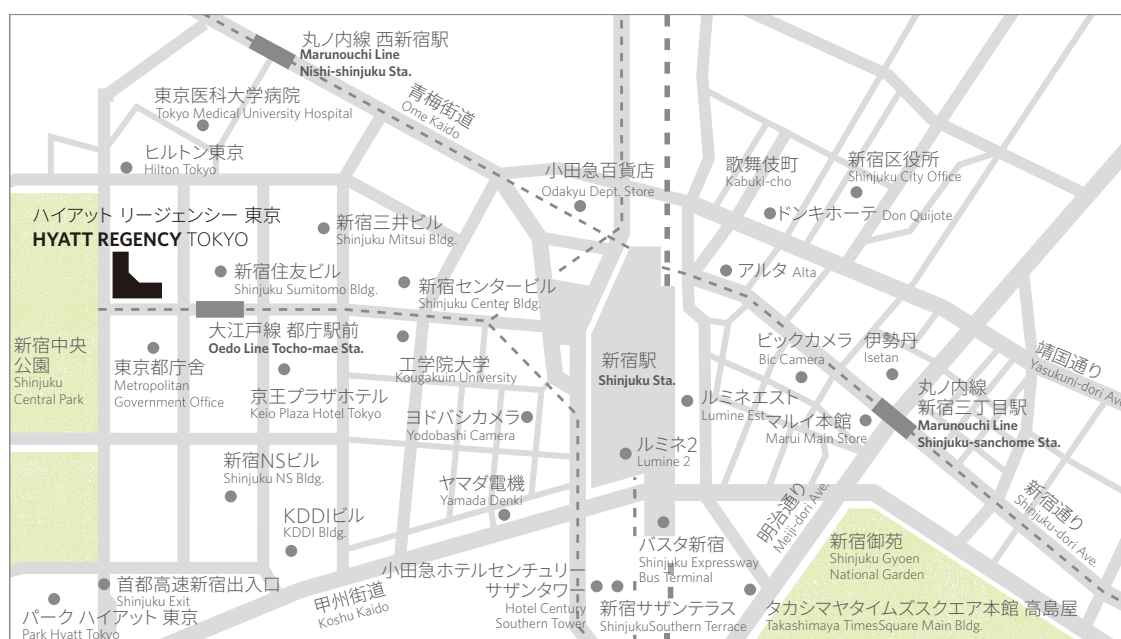 丸ノ内線 西新宿駅
Marunouchi Line
Nishi-shinjuku Sta.
東京医科大学病院
Tokyo Medical University Hospital
青梅街道
Ome Kaido
ヒルトン東京
Hilton Tokyo
小田急百貨店
Odakyu Dept. Store
歌舞伎町
Kabuki-cho
新宿区役所
Shinjuku City Office
ドンキホーテ Don Quijote
ハイアット リージェンシー 東京
HYATT REGENCY TOKYO
新宿三井ビル
Shinjuku Mitsui Bldg.
新宿住友ビル
Shinjuku Sumitomo Bldg.
新宿センタービル
Shinjuku Center Bldg.
アルタ Alta
大江戸線 都庁駅前
Oedo Line Tocho-mae Sta.
新宿中央
公園
Shinjuku
Central Park
東京都庁舎
Metropolitan
Government Office
工学院大学
Kougakuin University
京王プラザホテル
Keio Plaza Hotel Tokyo
新宿駅
Shinjuku Sta.
ビックカメラ
Bic Camera
伊勢丹
Isetan
靖国通り
Yasukuni-dori Ave.
丸ノ内線
新宿三丁目駅
Marunouchi Line
Shinjuku-sanchome Sta.
ルミネエスト
Lumine Est
マルイ本館
Marui Main Store
ヨドバシカメラ
Yodobashi Camera
ルミネ2
Lumine 2
新宿NSビル
Shinjuku NS Bldg.
ヤマダ電機
Yamada Denki
KDDIビル
KDDI Bldg.
明治通り
Meiji-dori Ave.
新宿通り
Shinjuku-dori Ave.
バスタ新宿
Shinjuku Expressway
Bus Terminal
新宿御苑
Shinjuku Gyoen
National Garden
首都高速新宿出入口
Shinjuku Exit
パーク ハイアット 東京
Park Hyatt Tokyo
甲州街道
Koshu Kaido
小田急ホテルセンチュリー
サザンタワー
Hotel Century
Southern Tower
新宿サザンテラス
ShinjukuSouthern Terrace
タカシマヤタイムズスクエア本館 高島屋
Takashimaya TimesSquare Main Bldg.